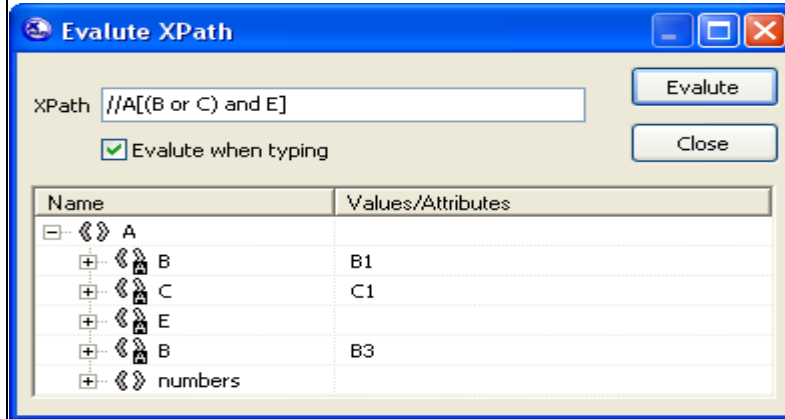 Evalute XPath
XPath //A[(B or C) and E]
Evalute
Evalute when typing
Close
Name Values/Attributes
A
B B1
C C1
E
B B3
numbers